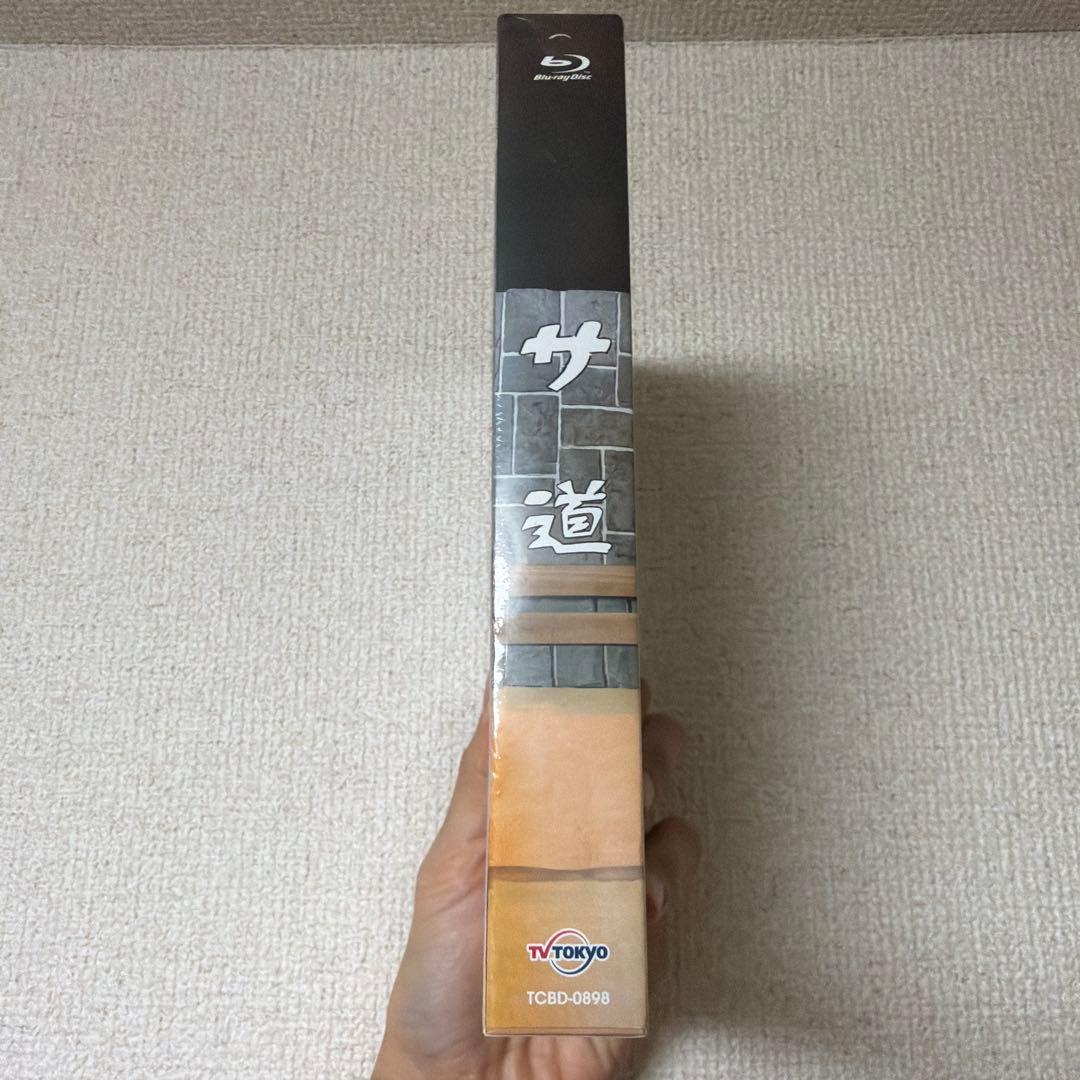 Blu-ray Disc
サ道
TV TOKYO
TCBD-0898